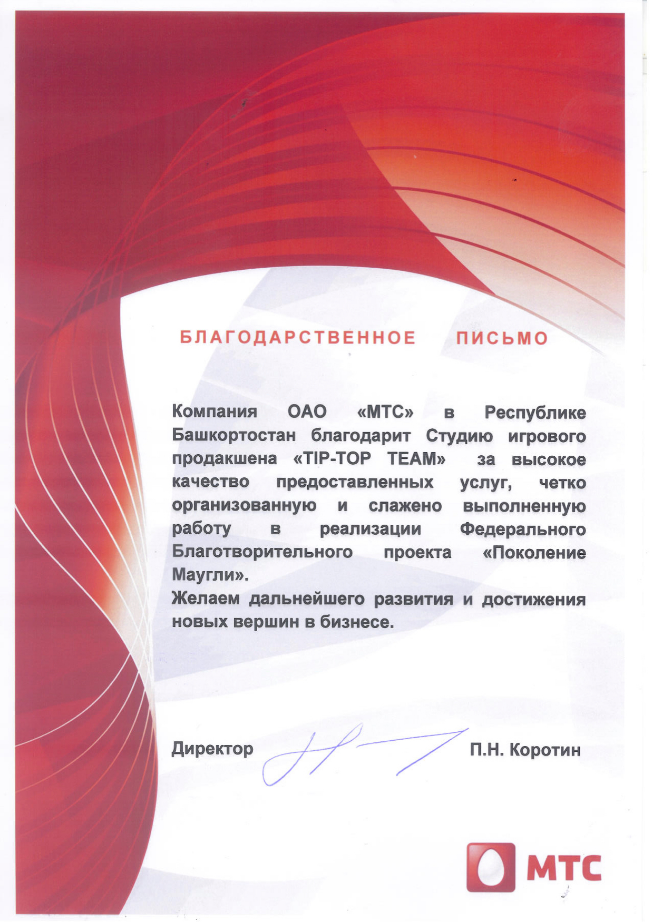 БЛАГОДАРСТВЕННОЕ ПИСЬМО
Компания ОАО «МТС» в Республике
Башкортостан благодарит Студию игрового
продакшена «TIP-TOP TEAM» за высокое
качество предоставленных услуг, четко
организованную и слажено выполненную
работу в реализации Федерального
Благотворительного проекта «Поколение
Маугли».
Желаем дальнейшего развития и достижения
новых вершин в бизнесе.
Директор П.Н. Коротин
МТС